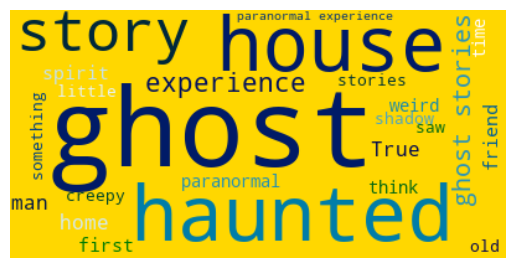 paranormal experience
story
house
ghost stories
time
spirit
experience
stories
little
something
ghost
weird
shadow
saw
friend
True
paranormal
think
creepy
man
haunted
home
first
old